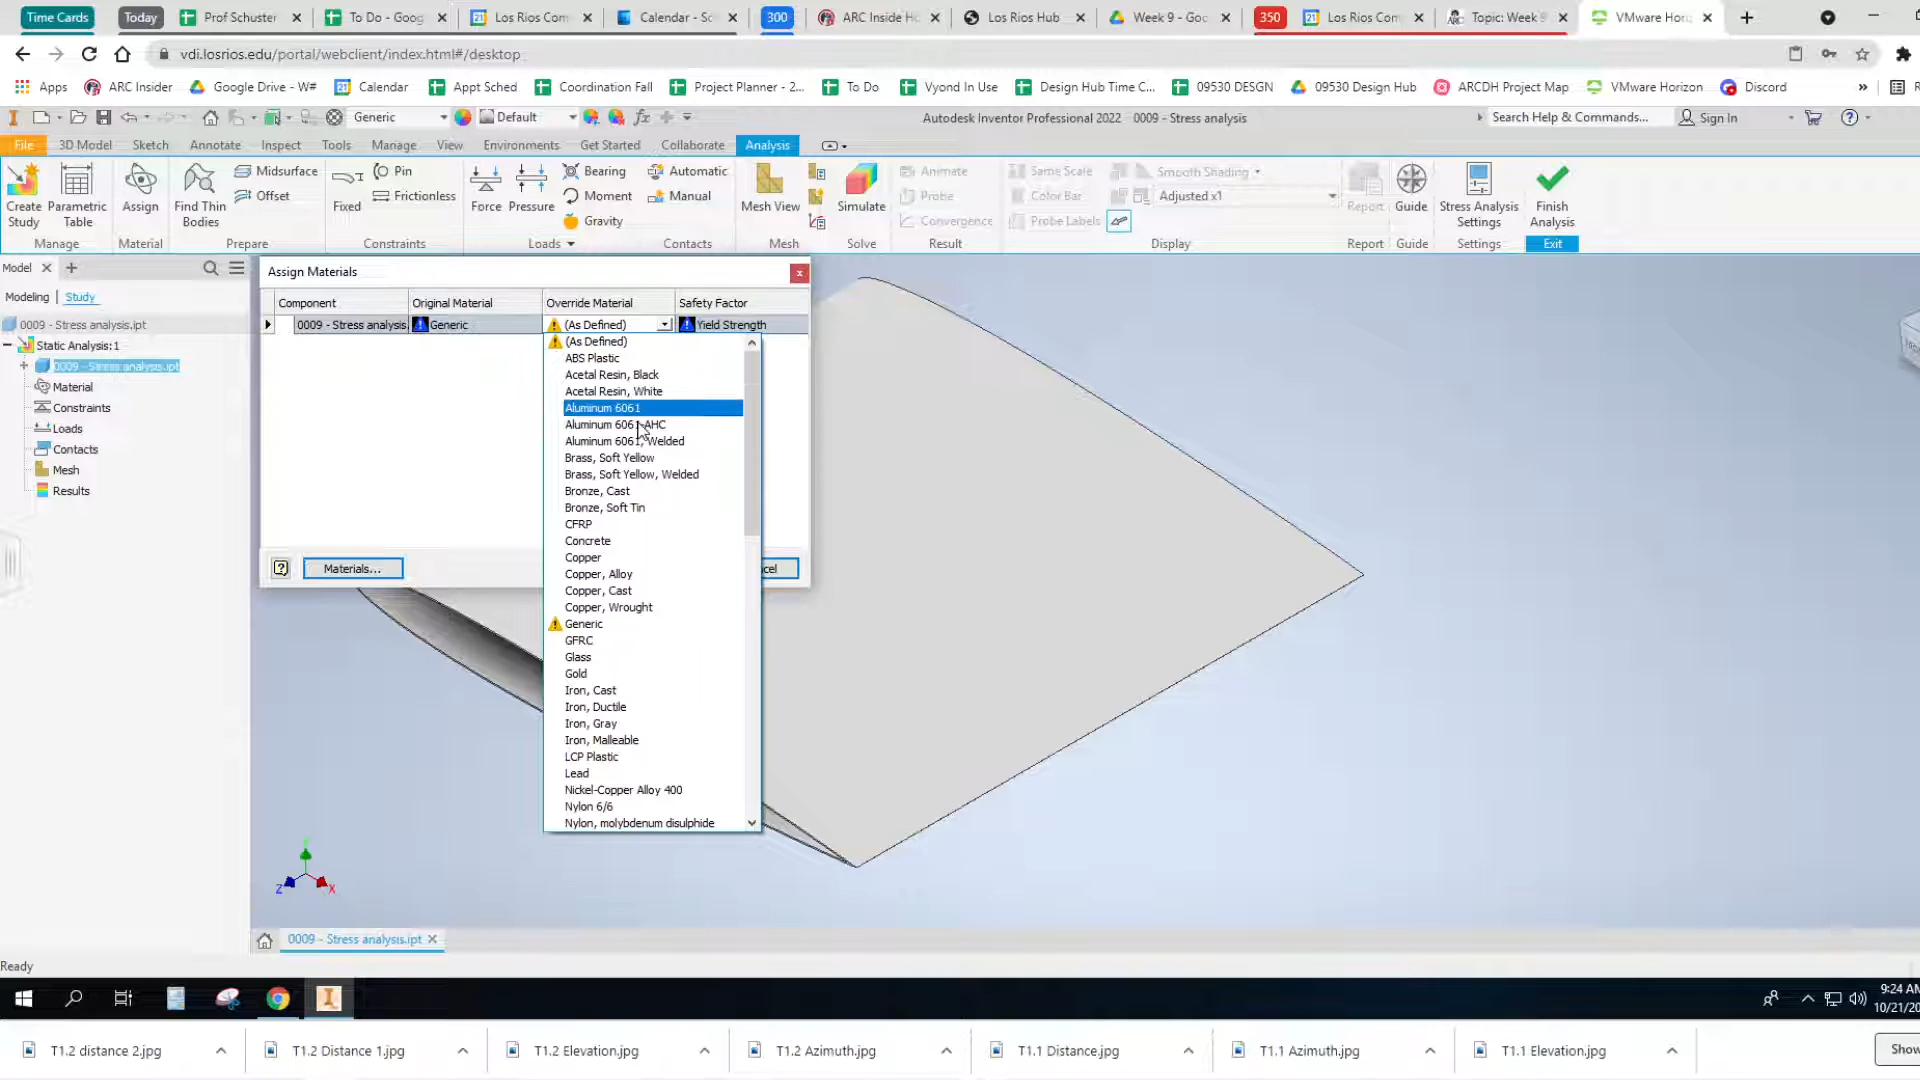 Time Cards Today Prof Schuster To Do - Goog Los Rios Com Calendar - Sc 300 ARC Inside Ho Los Rios Hub Week 9 - Goo 350 Los Rios Com Topic: Week 9 VMware Hori
vdi.losrios.edu/portal/webclient/index.html#/desktop
Apps ARC Insider Google Drive - W# Calendar Appt Sched Coordination Fall Project Planner - 2... To Do Vyond In Use Design Hub Time C... 09530 DESGN 09530 Design Hub ARCDH Project Map VMware Horizon Discord »
Generic Default fx Autodesk Inventor Professional 2022 0009 - Stress analysis Search Help & Commands... Sign In
File 3D Model Sketch Annotate Inspect Tools Manage View Environments Get Started Collaborate Analysis
Create Study Parametric Table Assign Find Thin Bodies Midsurface Offset Fixed Pin Frictionless Force Pressure Bearing Moment Gravity Automatic Manual Mesh View Simulate Animate Probe Convergence Same Scale Color Bar Probe Labels Smooth Shading Adjusted x1 Report Guide Stress Analysis Settings Finish Analysis
Manage Material Prepare Constraints Loads Contacts Mesh Solve Result Display Report Guide Settings Exit
Model
Modeling | Study
0009 - Stress analysis.ipt
Static Analysis:1
0009 - Stress analysis.ipt
Material
Constraints
Loads
Contacts
Mesh
Results
Assign Materials
Component Original Material Override Material Safety Factor
0009 - Stress analysis. Generic (As Defined) Yield Strength
(As Defined)
ABS Plastic
Acetal Resin, Black
Acetal Resin, White
Aluminum 6061
Aluminum 6061-AHC
Aluminum 6061, Welded
Brass, Soft Yellow
Brass, Soft Yellow, Welded
Bronze, Cast
Bronze, Soft Tin
CFRP
Concrete
Copper
Copper, Alloy
Copper, Cast
Copper, Wrought
Generic
GFRC
Glass
Gold
Iron, Cast
Iron, Ductile
Iron, Gray
Iron, Malleable
LCP Plastic
Lead
Nickel-Copper Alloy 400
Nylon 6/6
Nylon, molybdenum disulphide
Materials... cel
Z X
0009 - Stress analysis.ipt
Ready
9:24 AM
10/21/20
T1.2 distance 2.jpg T1.2 Distance 1.jpg T1.2 Elevation.jpg T1.2 Azimuth.jpg T1.1 Distance.jpg T1.1 Azimuth.jpg T1.1 Elevation.jpg Show